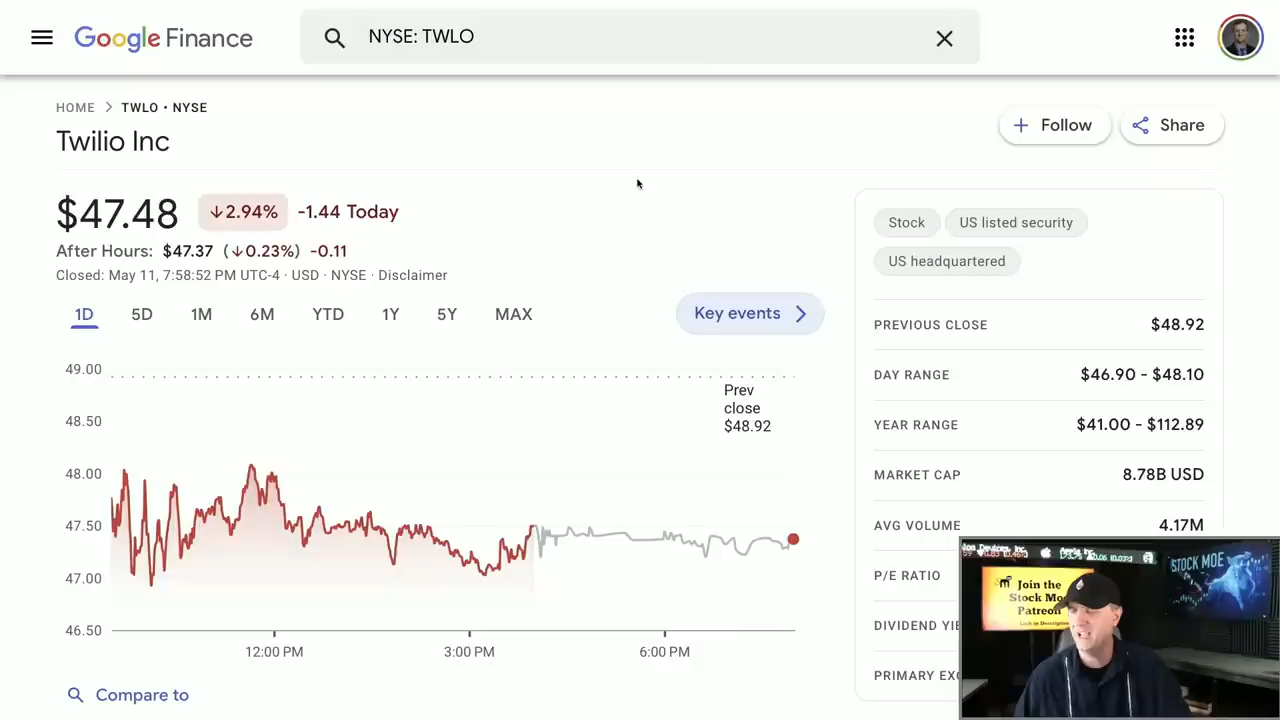 Google Finance
NYSE: TWLO
HOME > TWLO • NYSE
Twilio Inc
+ Follow
Share
$47.48
↓2.94%
-1.44 Today
After Hours: $47.37 (↓0.23%) -0.11
Closed: May 11, 7:58:52 PM UTC-4 · USD · NYSE · Disclaimer
1D 5D 1M 6M YTD 1Y 5Y MAX
Key events
49.00
48.50
48.00
47.50
47.00
46.50
Prev
close
$48.92
12:00 PM 3:00 PM 6:00 PM
Compare to
Stock
US listed security
US headquartered
PREVIOUS CLOSE $48.92
DAY RANGE $46.90 - $48.10
YEAR RANGE $41.00 - $112.89
MARKET CAP 8.78B USD
AVG VOLUME 4.17M
P/E RATIO
DIVIDEND YIE
PRIMARY EXC
Join the
Stock Mo
Patreon
STOCK MOE